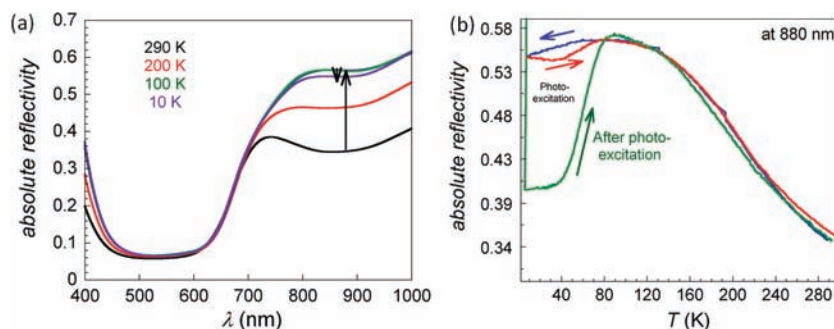 (a)
absolute reflectivity
0.7
0.6
0.5
0.4
0.3
0.2
0.1
0
290 K
200 K
100 K
10 K
400 500 600 700 800 900 1000
λ (nm)
(b)
absolute reflectivity
0.58
0.53
0.48
0.43
0.39
0.34
at 880 nm
Photo-
excitation
After photo-
excitation
40 80 120 160 200 240 280
T (K)